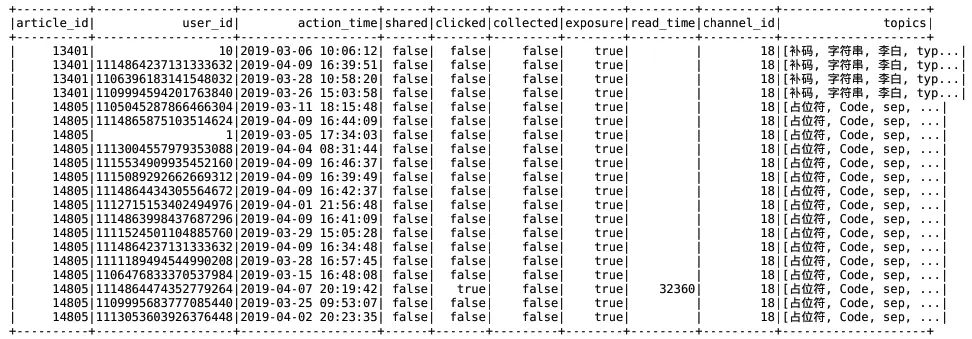 +----------+-------------------+-------------------+------+-------+---------+--------+---------+----------+--------------------+
|article_id|            user_id|        action_time|shared|clicked|collected|exposure|read_time|channel_id|              topics|
+----------+-------------------+-------------------+------+-------+---------+--------+---------+----------+--------------------+
|     13401|                 10|2019-03-06 10:06:12| false|  false|    false|    true|         |        18|[补码, 字符串, 李白, typ...|
|     13401|1114864237131333632|2019-04-09 16:39:51| false|  false|    false|    true|         |        18|[补码, 字符串, 李白, typ...|
|     13401|1106396183141548032|2019-03-28 10:58:20| false|  false|    false|    true|         |        18|[补码, 字符串, 李白, typ...|
|     13401|1109994594201763840|2019-03-26 15:03:58| false|  false|    false|    true|         |        18|[补码, 字符串, 李白, typ...|
|     14805|1105045287866466304|2019-03-11 18:15:48| false|  false|    false|    true|         |        18|[占位符, Code, sep, ...|
|     14805|1114865875103514624|2019-04-09 16:44:09| false|  false|    false|    true|         |        18|[占位符, Code, sep, ...|
|     14805|                  1|2019-03-05 17:34:03| false|  false|    false|    true|         |        18|[占位符, Code, sep, ...|
|     14805|1113004557979353088|2019-04-04 08:31:44| false|  false|    false|    true|         |        18|[占位符, Code, sep, ...|
|     14805|1115534909935452160|2019-04-09 16:46:37| false|  false|    false|    true|         |        18|[占位符, Code, sep, ...|
|     14805|1115089292662669312|2019-04-09 16:39:49| false|  false|    false|    true|         |        18|[占位符, Code, sep, ...|
|     14805|1114864434305564672|2019-04-09 16:42:37| false|  false|    false|    true|         |        18|[占位符, Code, sep, ...|
|     14805|1112715153402494976|2019-04-01 21:56:48| false|  false|    false|    true|         |        18|[占位符, Code, sep, ...|
|     14805|1114863998437687296|2019-04-09 16:41:09| false|  false|    false|    true|         |        18|[占位符, Code, sep, ...|
|     14805|1111524501104885760|2019-03-29 15:05:28| false|  false|    false|    true|         |        18|[占位符, Code, sep, ...|
|     14805|1114864237131333632|2019-04-09 16:34:48| false|  false|    false|    true|         |        18|[占位符, Code, sep, ...|
|     14805|1111189494544990208|2019-03-28 16:57:45| false|  false|    false|    true|         |        18|[占位符, Code, sep, ...|
|     14805|1106476833370537984|2019-03-15 16:48:08| false|  false|    false|    true|         |        18|[占位符, Code, sep, ...|
|     14805|1114864474352779264|2019-04-07 20:19:42| false|   true|    false|    true|    32360|        18|[占位符, Code, sep, ...|
|     14805|1109995683777085440|2019-03-25 09:53:07| false|  false|    false|    true|         |        18|[占位符, Code, sep, ...|
|     14805|1113053603926376448|2019-04-02 20:23:35| false|  false|    false|    true|         |        18|[占位符, Code, sep, ...|
+----------+-------------------+-------------------+------+-------+---------+--------+---------+----------+--------------------+